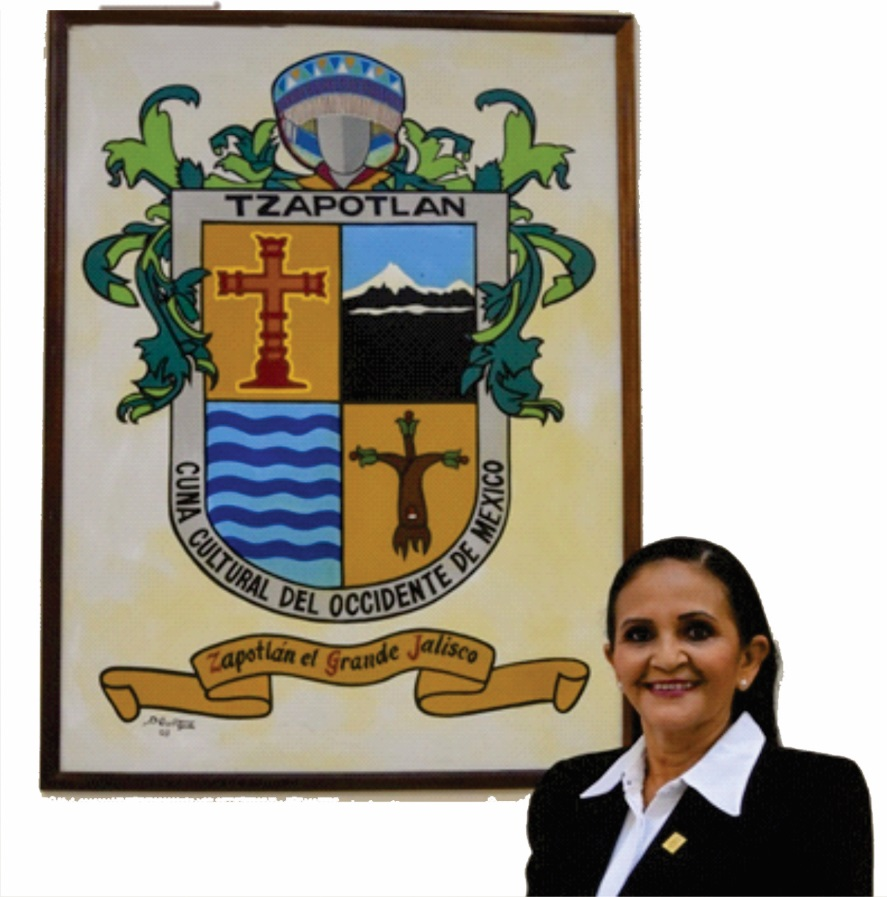 TZAPOTLAN
CUNA CULTURAL DEL OCCIDENTE DE MEXICO
Zapotlán el Grande Jalisco